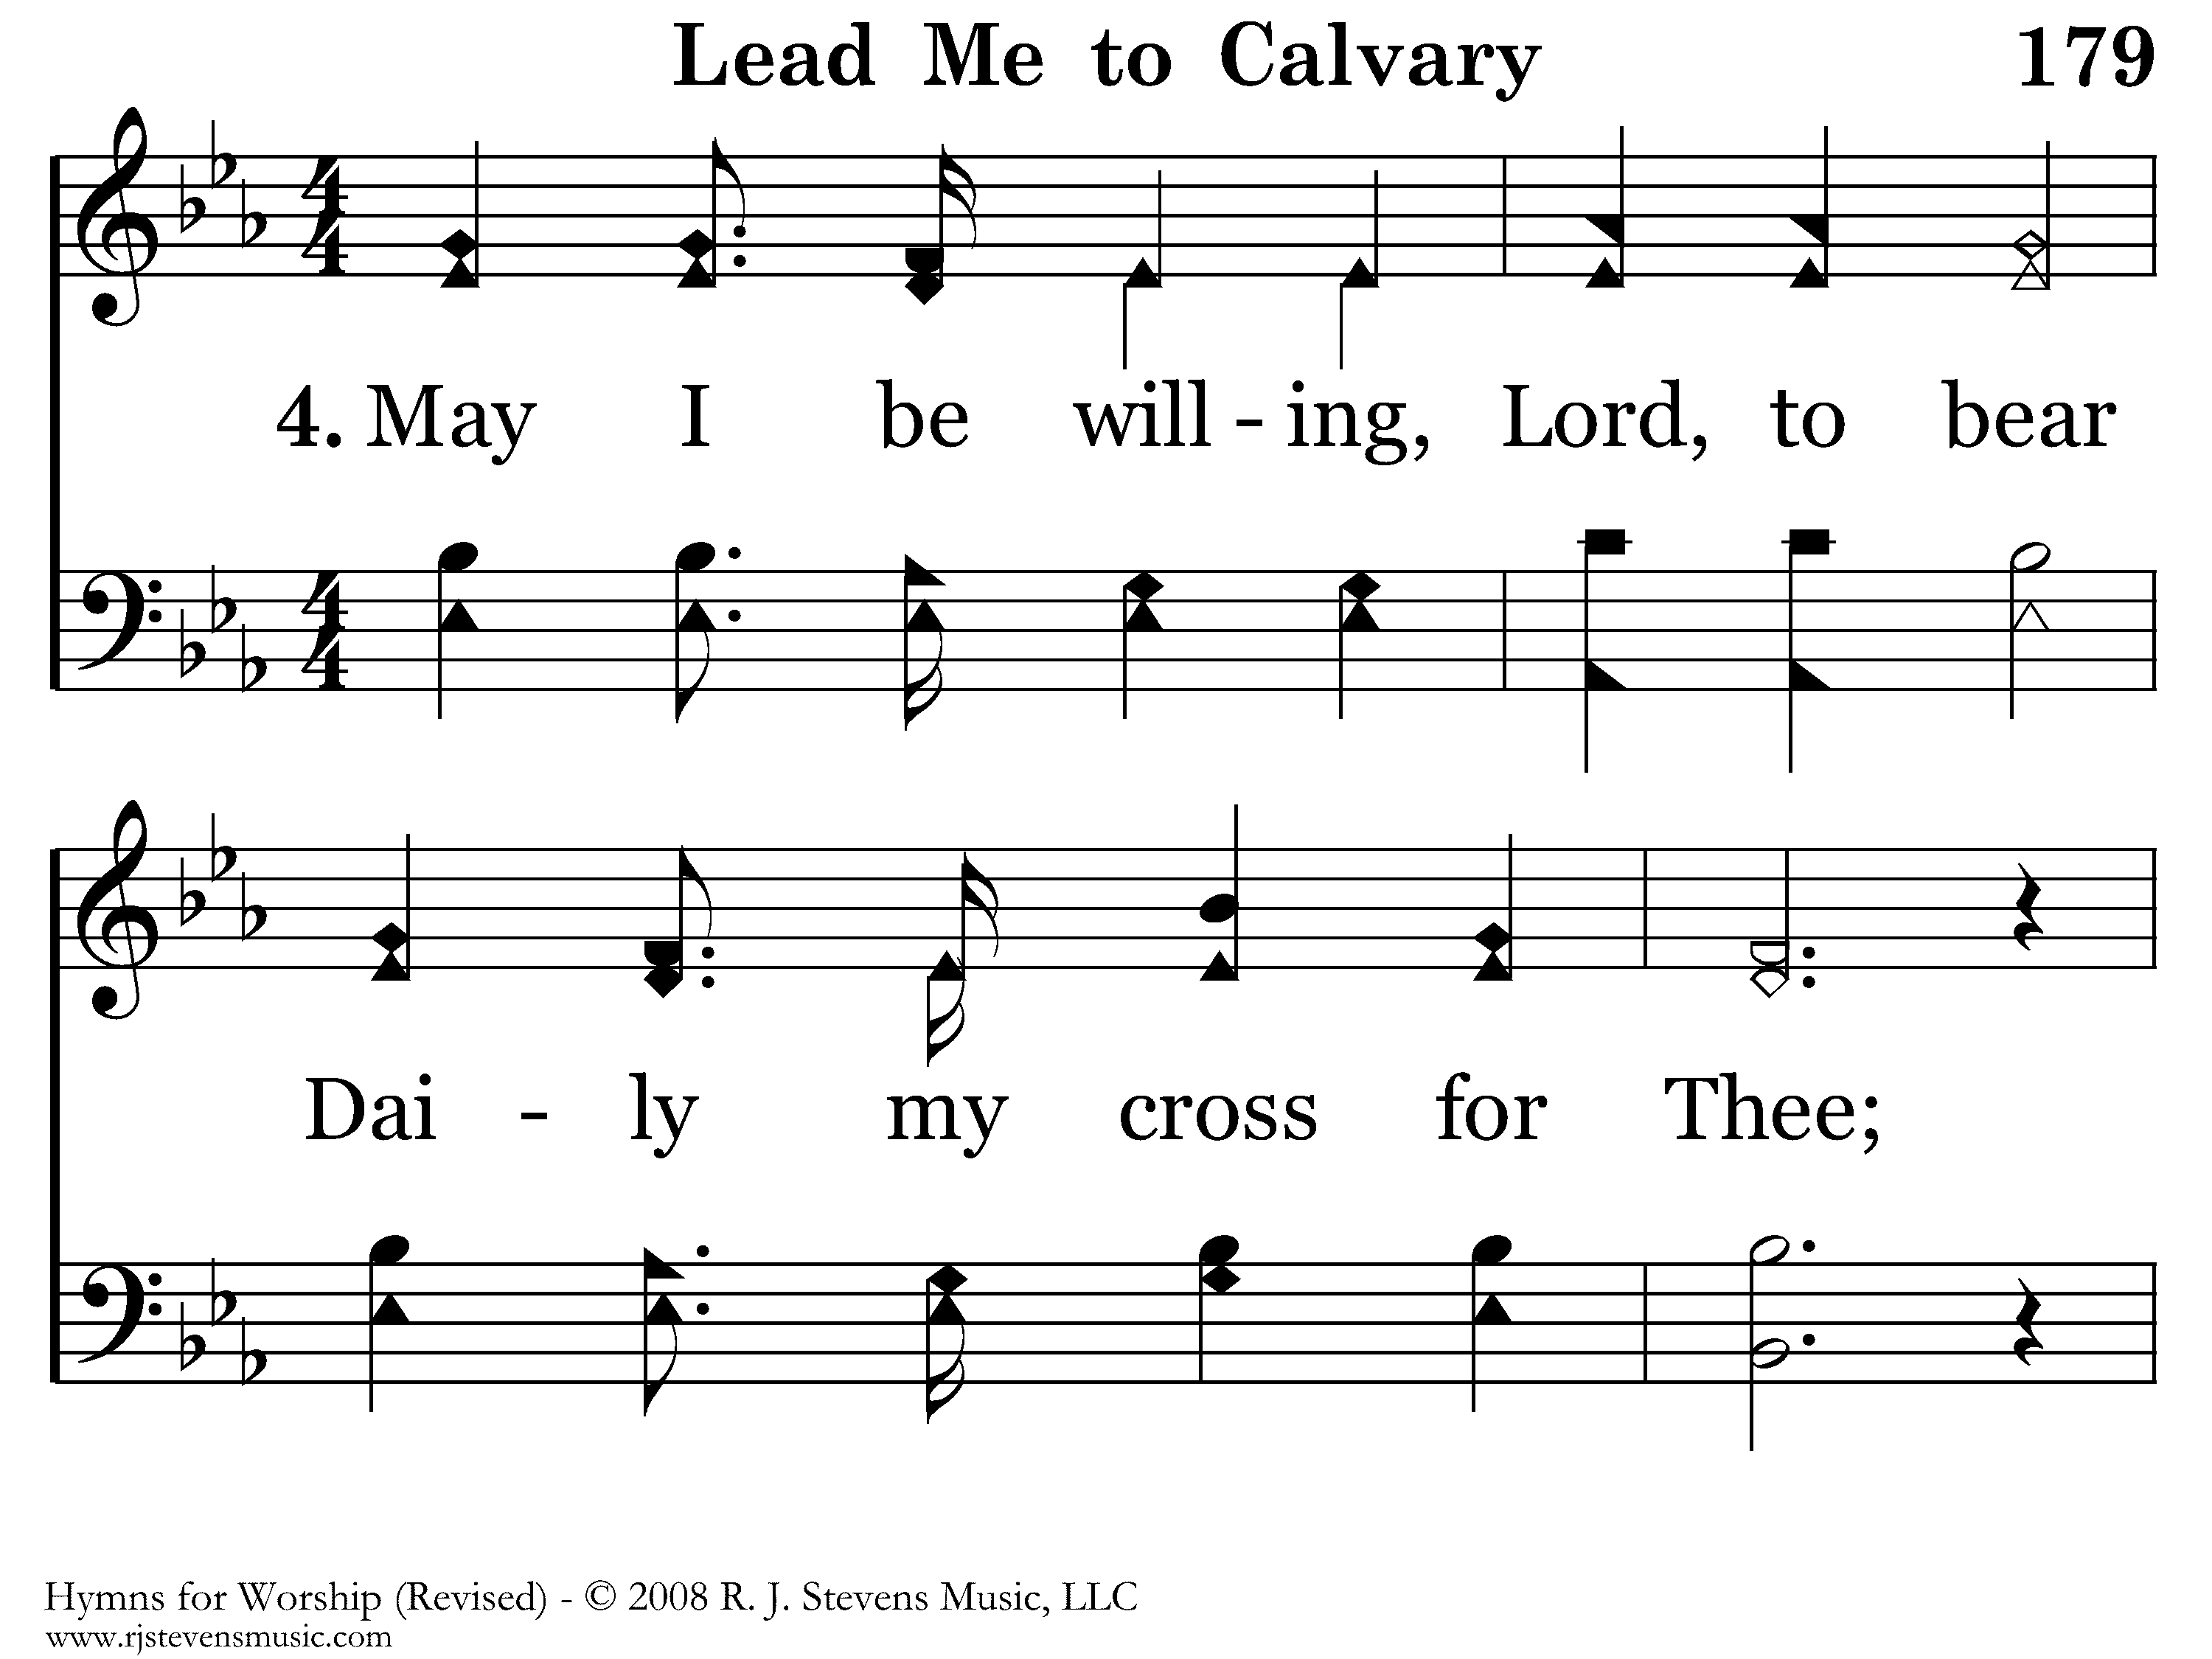 Lead Me to Calvary 179
4. May I be will - ing, Lord, to bear
Dai - ly my cross for Thee;
Hymns for Worship (Revised) - © 2008 R. J. Stevens Music, LLC
www.rjstevensmusic.com